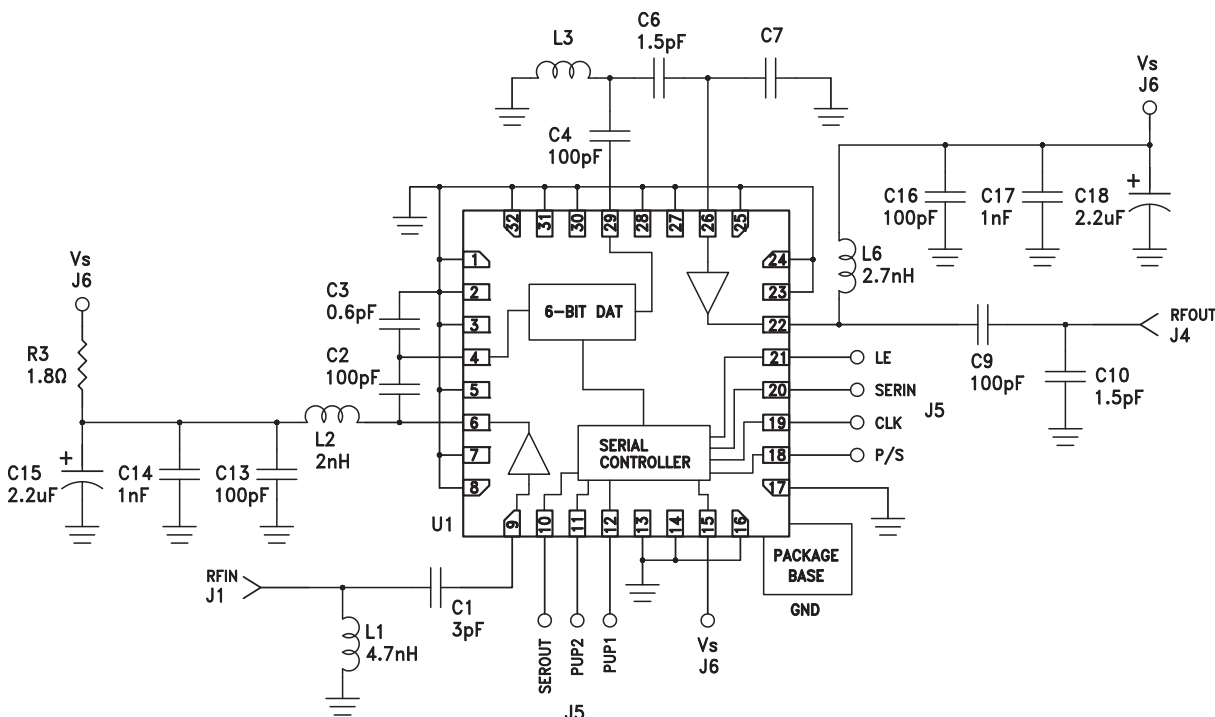 L3
C6
1.5pF
C7
Vs
J6
C4
100pF
C16
100pF
C17
1nF
C18
+
2.2uF
32
31
30
29
28
27
26
25
Vs
J6
1
2
3
4
5
6
7
8
24
23
22
21
20
19
18
17
L6
2.7nH
C3
0.6pF
6-BIT DAT
RFOUT
J4
R3
1.8Ω
C2
100pF
LE
SERIN
CLK
P/S
J5
C9
100pF
C10
1.5pF
L2
2nH
SERIAL
CONTROLLER
C15
+
2.2uF
C14
1nF
C13
100pF
U1
9
10
11
12
13
14
15
16
PACKAGE
BASE
GND
RFIN
J1
C1
3pF
L1
4.7nH
SEROUT
PUP2
PUP1
Vs
J6
J5